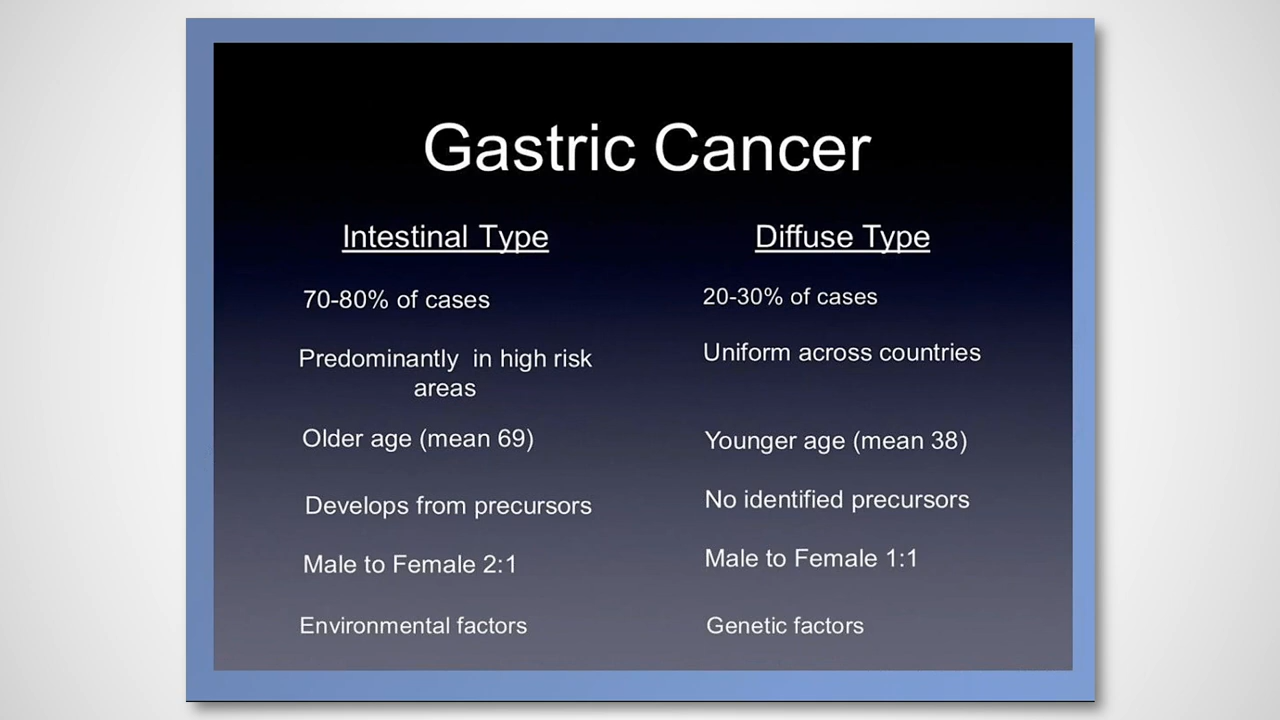 Gastric Cancer
Intestinal Type
70-80% of cases
Predominantly in high risk
areas
Older age (mean 69)
Develops from precursors
Male to Female 2:1
Environmental factors
Diffuse Type
20-30% of cases
Uniform across countries
Younger age (mean 38)
No identified precursors
Male to Female 1:1
Genetic factors